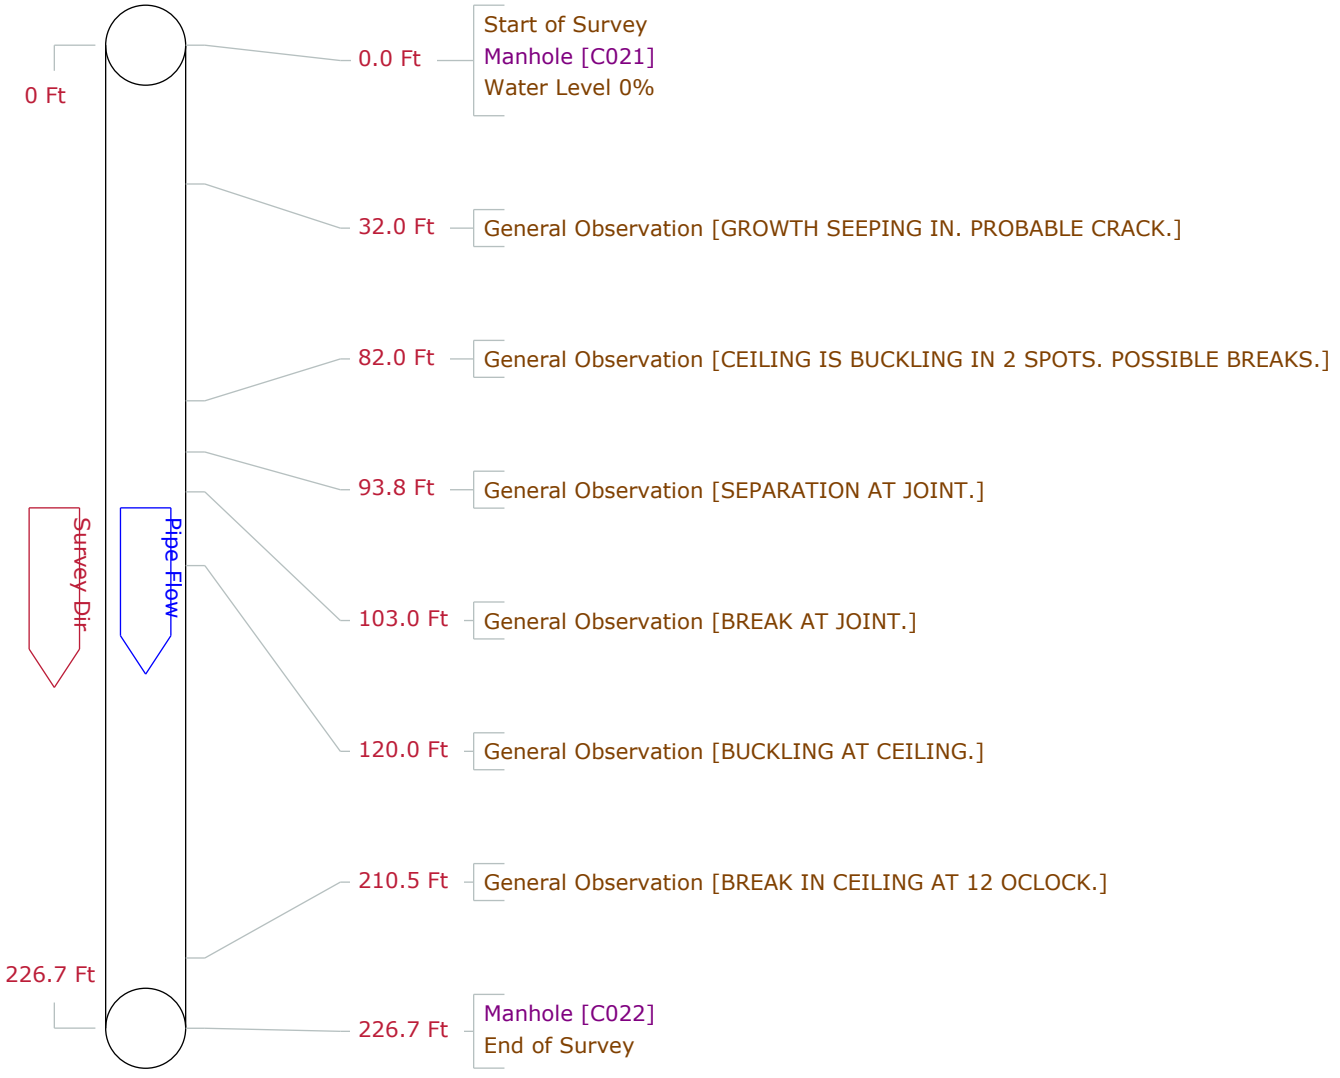 0 Ft
0.0 Ft
Start of Survey
Manhole [C021]
Water Level 0%
32.0 Ft
General Observation [GROWTH SEEPING IN. PROBABLE CRACK.]
82.0 Ft
General Observation [CEILING IS BUCKLING IN 2 SPOTS. POSSIBLE BREAKS.]
93.8 Ft
General Observation [SEPARATION AT JOINT.]
Survey Dir
Pipe Flow
103.0 Ft
General Observation [BREAK AT JOINT.]
120.0 Ft
General Observation [BUCKLING AT CEILING.]
210.5 Ft
General Observation [BREAK IN CEILING AT 12 OCLOCK.]
226.7 Ft
226.7 Ft
Manhole [C022]
End of Survey